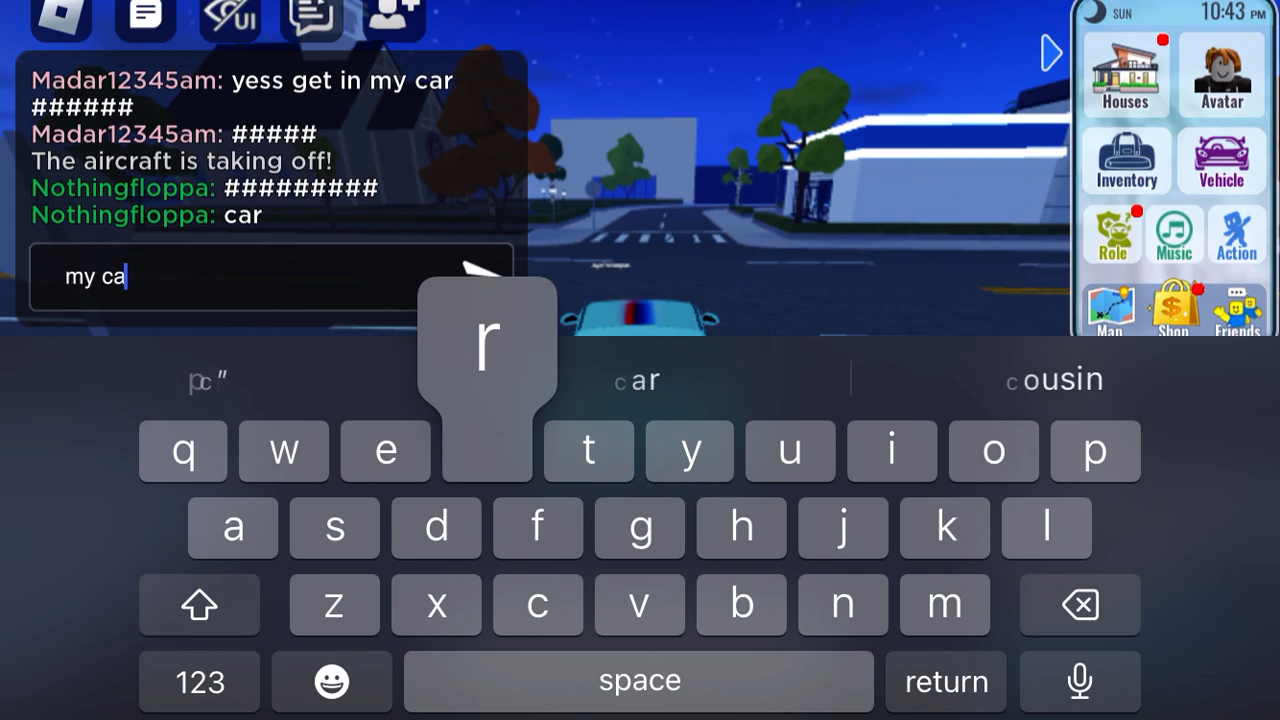 UI
SUN 10:43 PM
Madar12345am: yess get in my car
######
Madar12345am: #####
The aircraft is taking off!
Nothingfloppa: #########
Nothingfloppa: car
my ca
Houses Avatar
Inventory Vehicle
Role Music Action
Map Shop Friends
r
car cousin
q w e t y u i o p
a s d f g h j k l
z x c v b n m
123 space return